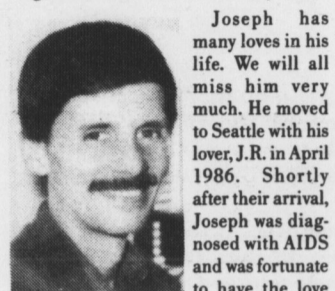 Joseph has
many loves in his
life. We will all
miss him very
much. He moved
to Seattle with his
lover, J.R. in April
1986. Shortly
after their arrival,
Joseph was diag-
nosed with AIDS
and was fortunate
to have the love